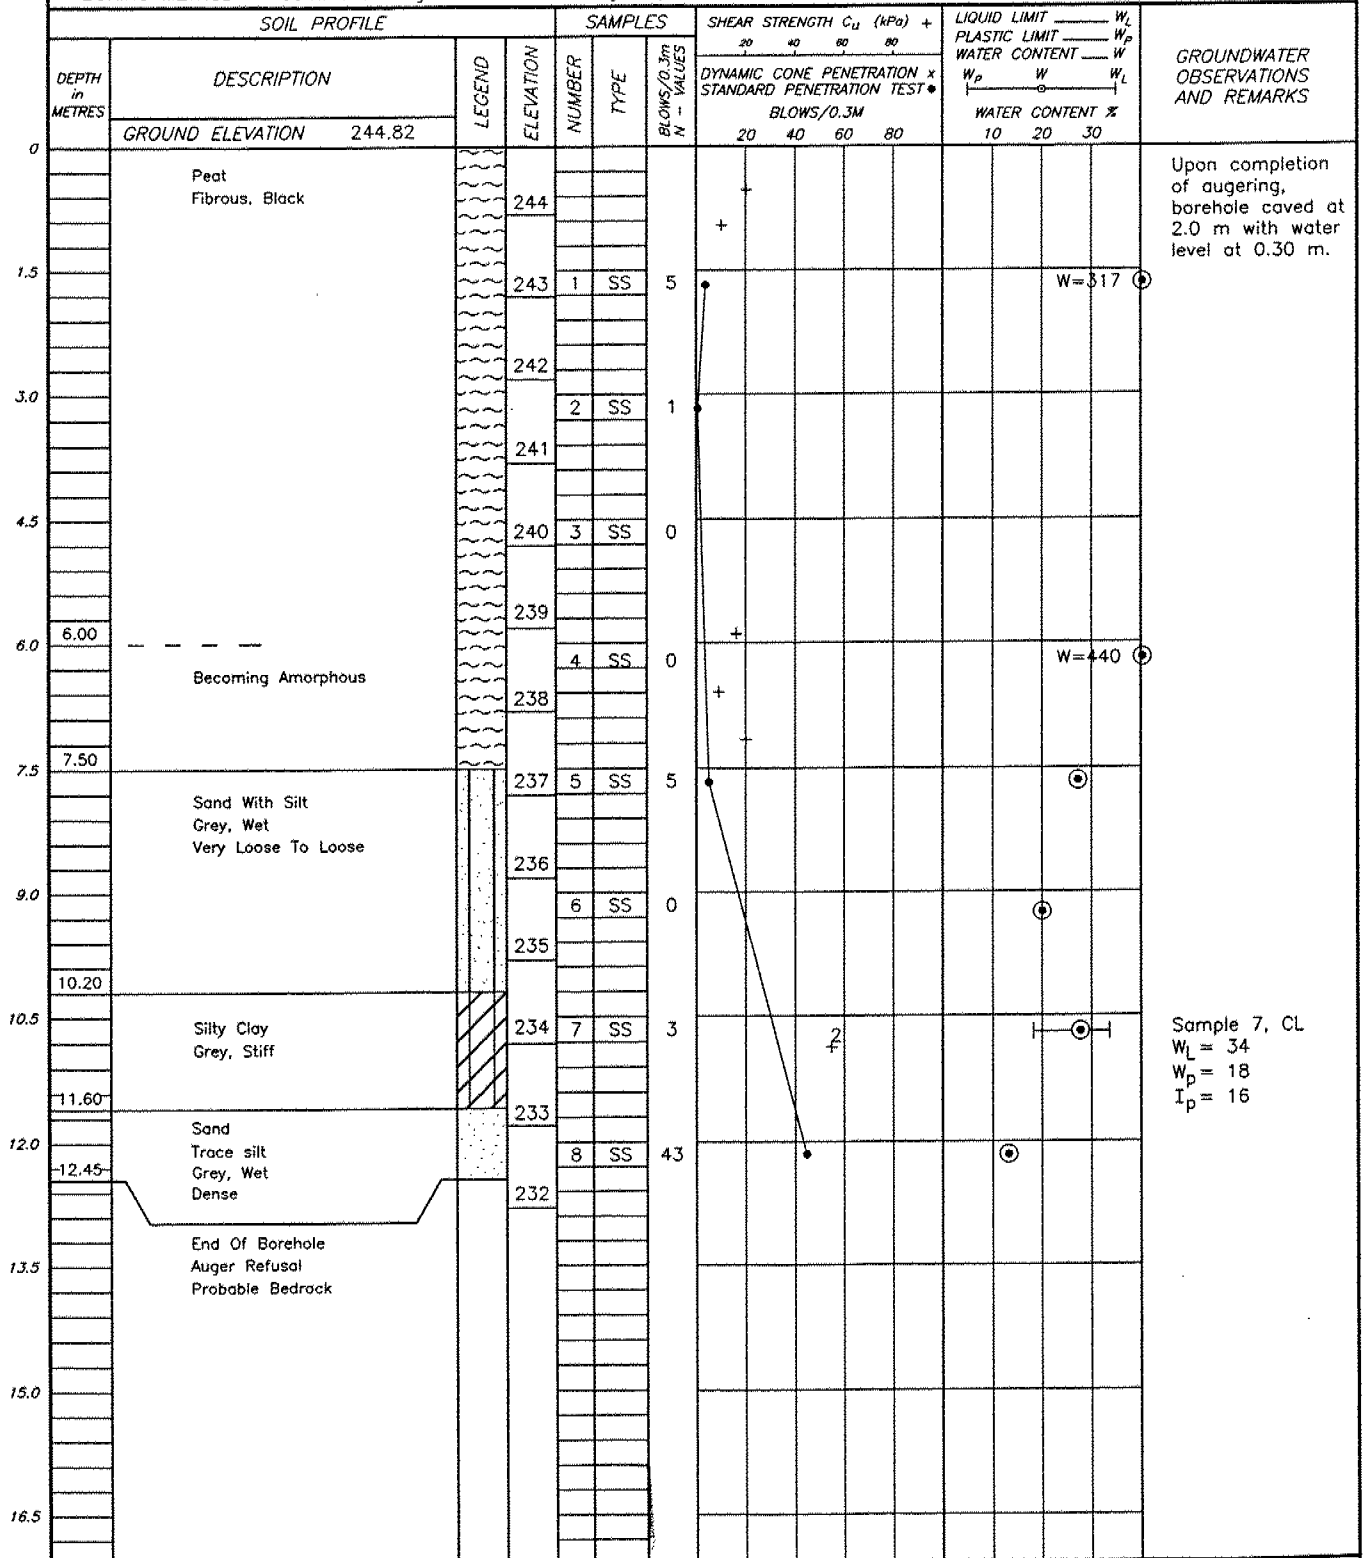 SOIL PROFILE
SAMPLES
SHEAR STRENGTH Cu (kPa) +
20 40 60 80
LIQUID LIMIT ______ WL
PLASTIC LIMIT ______ WP
WATER CONTENT ____ W
GROUNDWATER
OBSERVATIONS
AND REMARKS
DEPTH
in
METRES
DESCRIPTION
LEGEND
ELEVATION
NUMBER
TYPE
BLOWS/0.3m
N - VALUES
DYNAMIC CONE PENETRATION x
STANDARD PENETRATION TEST ●
BLOWS/0.3M
20 40 60 80
WP W WL
WATER CONTENT %
10 20 30
GROUND ELEVATION 244.82
0
Peat
Fibrous, Black
244
Upon completion
of augering,
borehole caved at
2.0 m with water
level at 0.30 m.
1.5
243 1 SS 5 W=317
242
3.0
2 SS 1
241
4.5
240 3 SS 0
239
6.00
6.0
4 SS 0 W=440
Becoming Amorphous
238
7.50
7.5
237 5 SS 5
Sand With Silt
Grey, Wet
Very Loose To Loose
236
9.0
6 SS 0
235
10.20
10.5
Silty Clay
Grey, Stiff
234 7 SS 3 2
Sample 7, CL
WL = 34
Wp = 18
Ip = 16
11.60
233
Sand
Trace silt
Grey, Wet
Dense
12.0
8 SS 43
12.45
232
End Of Borehole
Auger Refusal
Probable Bedrock
13.5
15.0
16.5